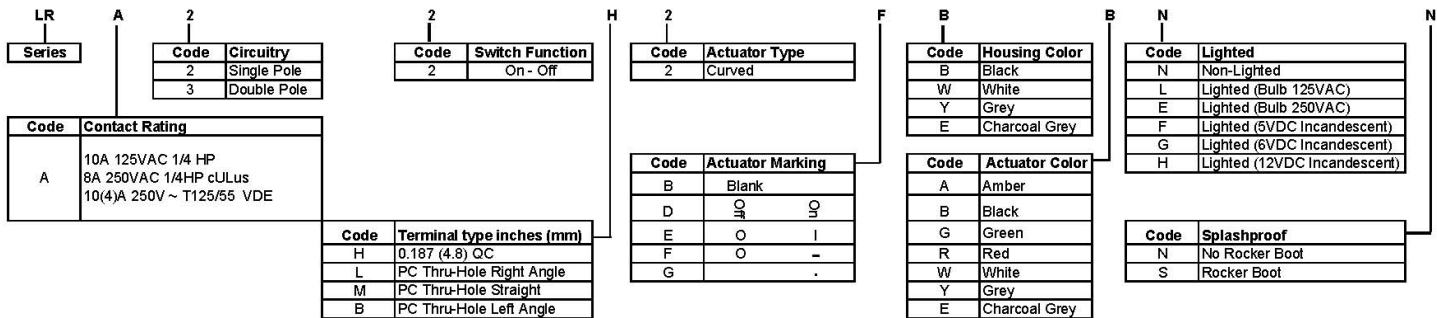 LR A 2 2 H 2 F B B N N
Series
Code Circuitry
2 Single Pole
3 Double Pole
Code Switch Function
2 On - Off
Code Actuator Type
2 Curved
Code Housing Color
B Black
W White
Y Grey
E Charcoal Grey
Code Lighted
N Non-Lighted
L Lighted (Bulb 125VAC)
E Lighted (Bulb 250VAC)
F Lighted (5VDC Incandescent)
G Lighted (6VDC Incandescent)
H Lighted (12VDC Incandescent)
Code Contact Rating
A
10A 125VAC 1/4 HP
8A 250VAC 1/4HP cULus
10(4)A 250V ~ T125/55 VDE
Code Terminal type inches (mm)
H 0.187 (4.8) QC
L PC Thru-Hole Right Angle
M PC Thru-Hole Straight
B PC Thru-Hole Left Angle
Code Actuator Marking
B Blank
D Off On
E O I
F O –
G .
Code Actuator Color
A Amber
B Black
G Green
R Red
W White
Y Grey
E Charcoal Grey
Code Splashproof
N No Rocker Boot
S Rocker Boot